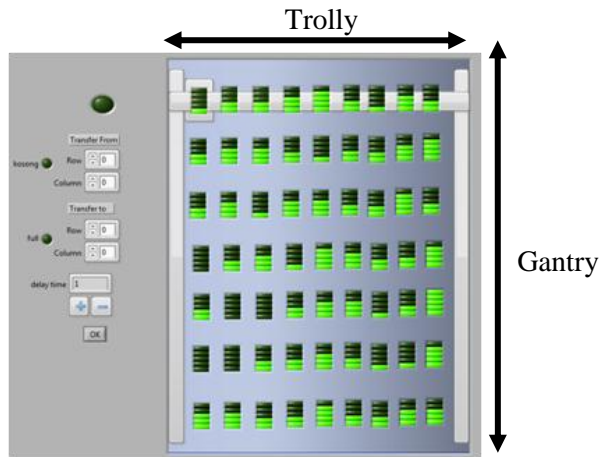 Trolly
Transfer From
koseng
Row
0
Column
0
Transfer to
full
Row
0
Column
0
delay time
1
OK
Gantry